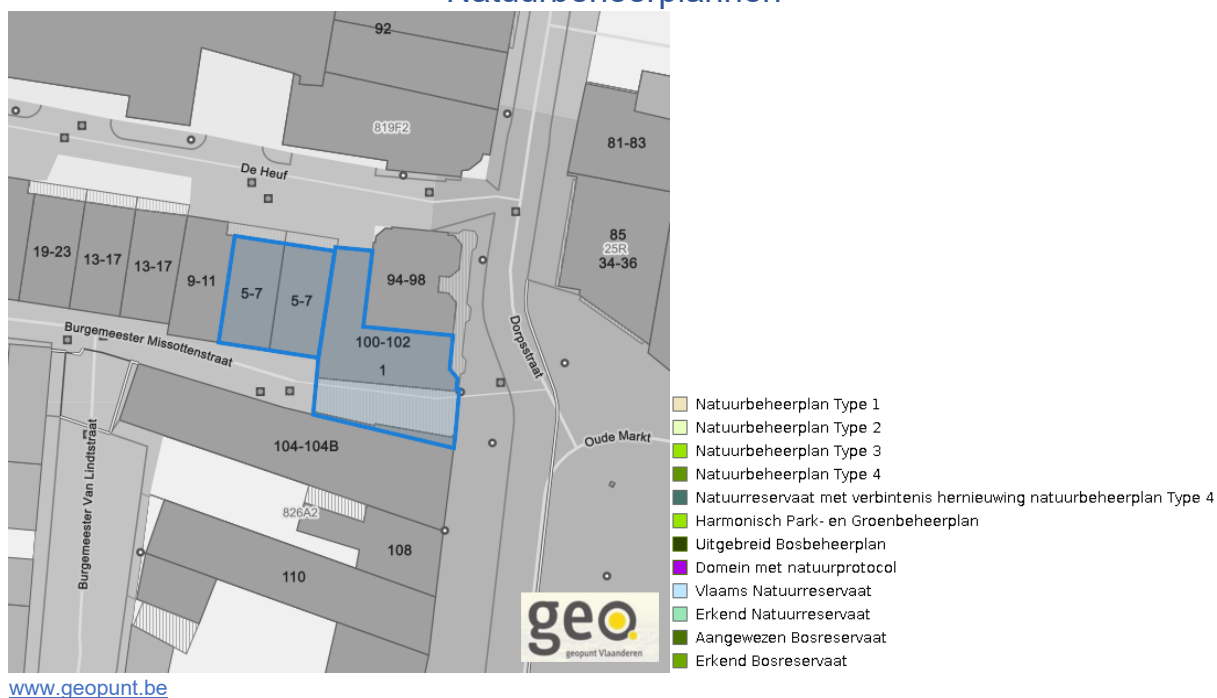 Natuurbeheerplannen
92
819F2
81-83
De Heuf
85
25R
34-36
19-23
13-17
13-17
9-11
5-7
5-7
94-98
Burgemeester Missottenstraat
100-102
1
Dorpsstraat
104-104B
Oude Markt
Burgemeester Van Lindtstraat
826A2
108
110
geo
geopunt Vlaanderen
Natuurbeheerplan Type 1
Natuurbeheerplan Type 2
Natuurbeheerplan Type 3
Natuurbeheerplan Type 4
Natuurreservaat met verbintenis hernieuwing natuurbeheerplan Type 4
Harmonisch Park- en Groenbeheerplan
Uitgebreid Bosbeheerplan
Domein met natuurprotocol
Vlaams Natuurreservaat
Erkend Natuurreservaat
Aangewezen Bosreservaat
Erkend Bosreservaat
www.geopunt.be